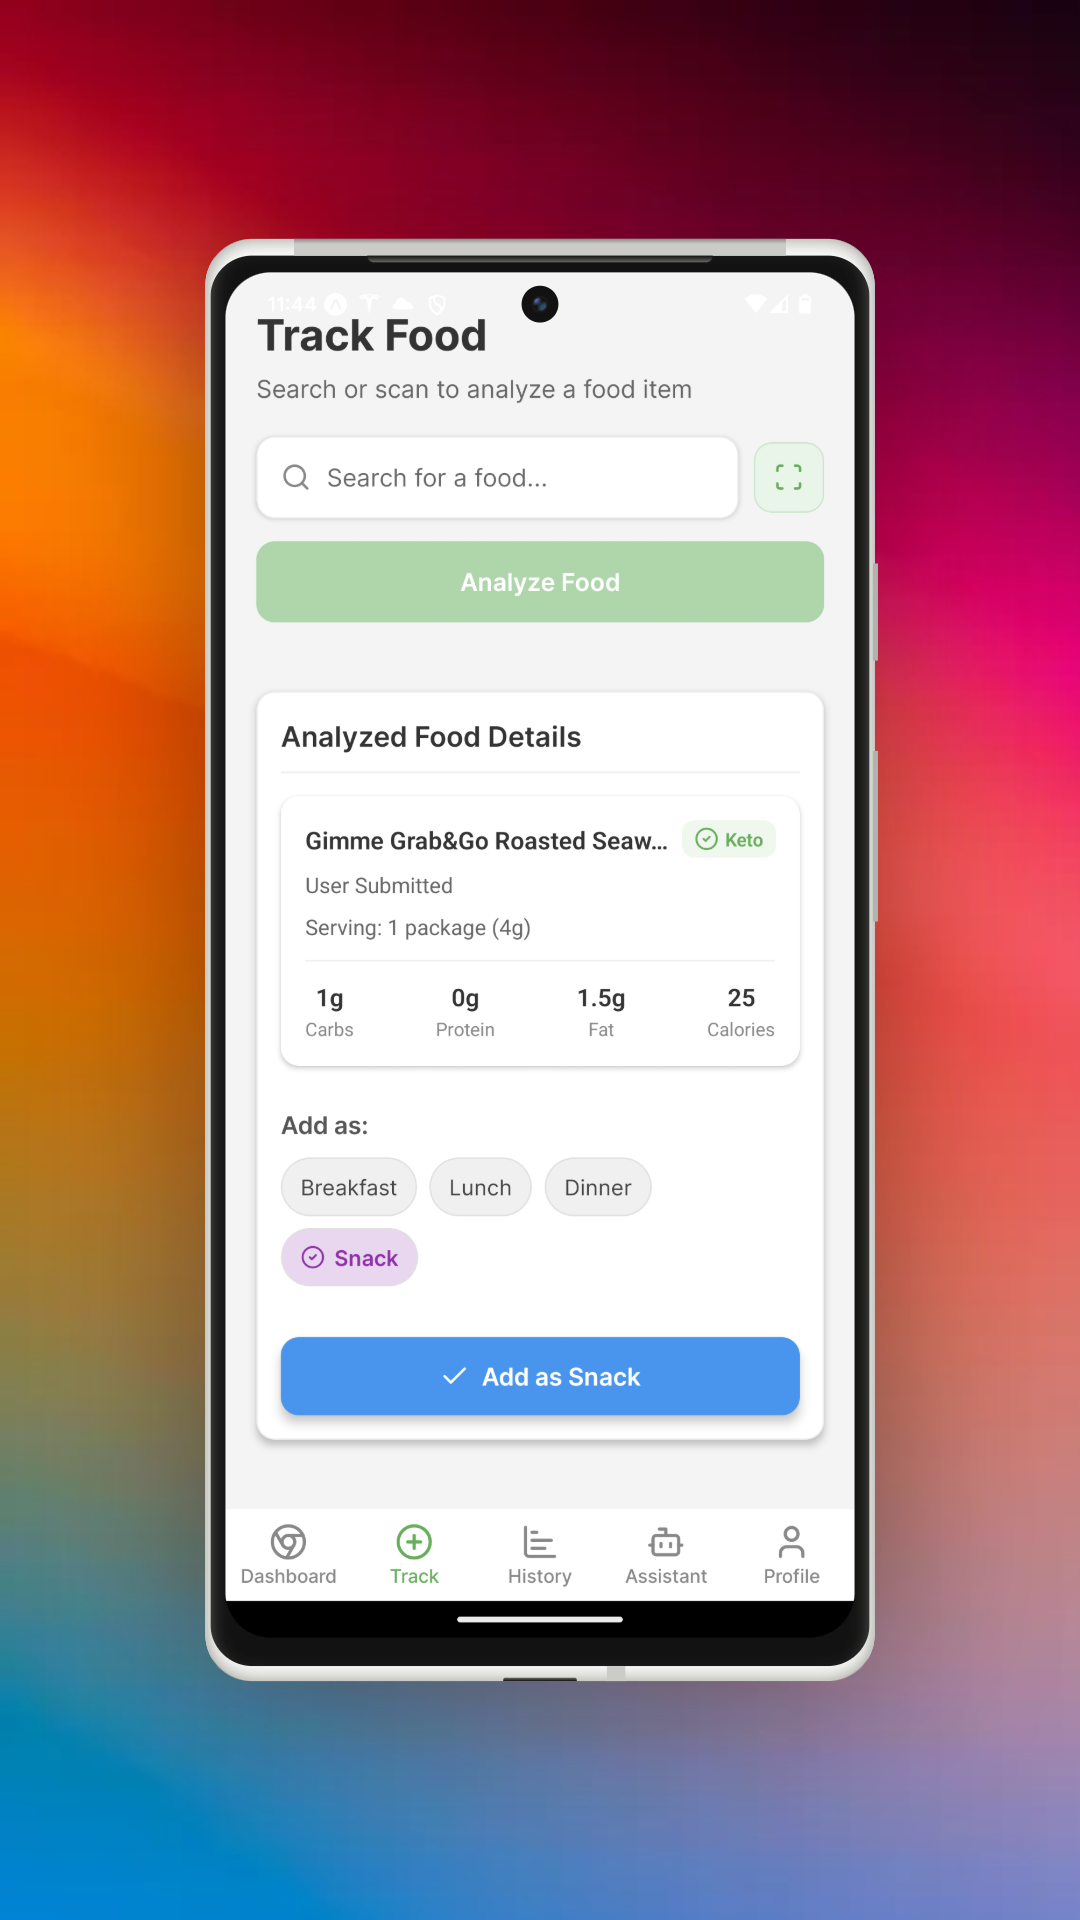 11:44
Track Food
Search or scan to analyze a food item
Search for a food...
Analyze Food
Analyzed Food Details
Gimme Grab&Go Roasted Seaw...
Keto
User Submitted
Serving: 1 package (4g)
1g 0g 1.5g 25
Carbs Protein Fat Calories
Add as:
Breakfast Lunch Dinner
Snack
Add as Snack
Dashboard Track History Assistant Profile